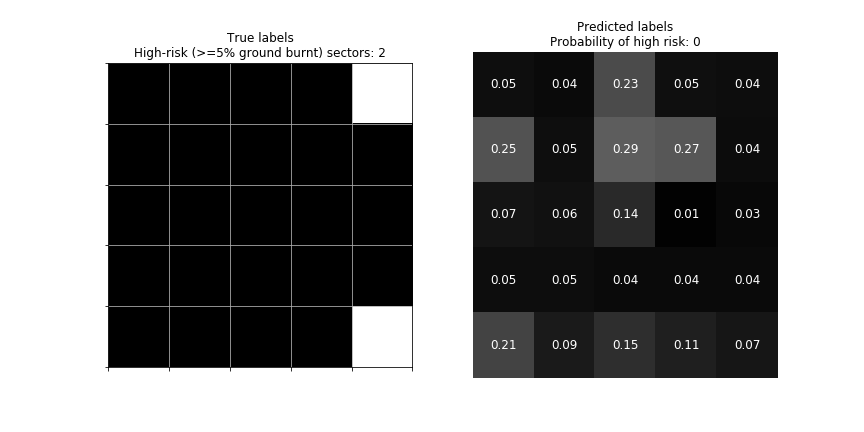 True labels
High-risk (>=5% ground burnt) sectors: 2
Predicted labels
Probability of high risk: 0
0.05 0.04 0.23 0.05 0.04
0.25 0.05 0.29 0.27 0.04
0.07 0.06 0.14 0.01 0.03
0.05 0.05 0.04 0.04 0.04
0.21 0.09 0.15 0.11 0.07